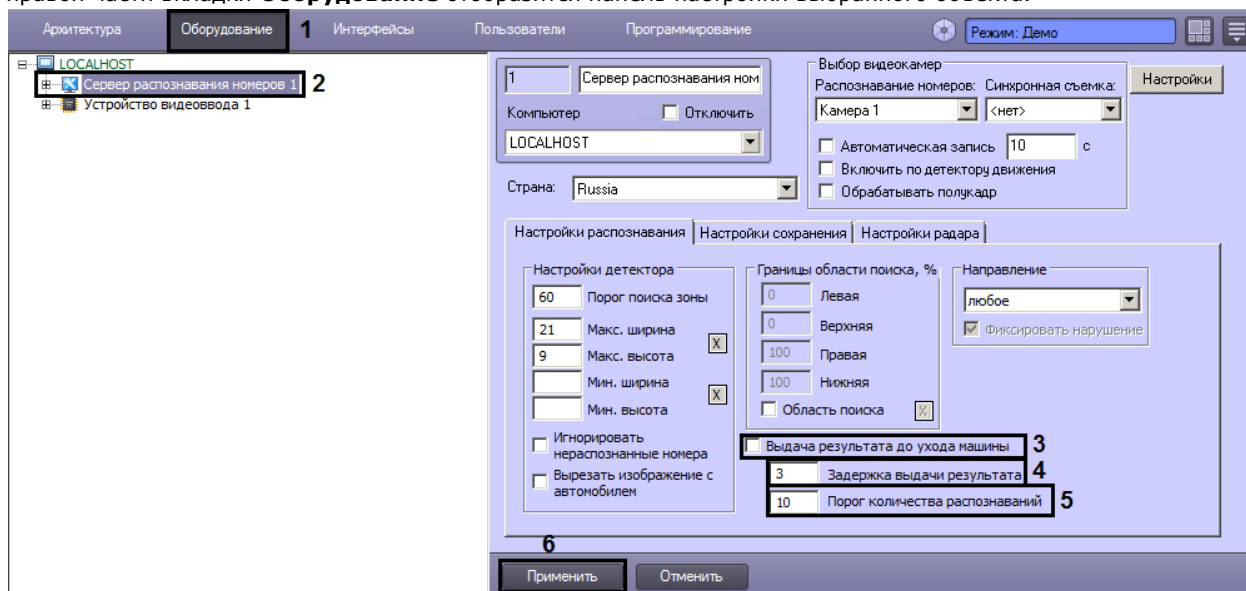 правой части вкладки Оборудование отобразится панель настройки выбранного объекта.
Архитектура Оборудование 1 Интерфейсы Пользователи Программирование Режим: Демо
LOCALHOST
Сервер распознавания номеров 1 2
Устройство видеоввода 1
1 Сервер распознавания ном
Компьютер Отключить
LOCALHOST
Страна: Russia
Выбор видеокамер
Распознавание номеров: Синхронная съемка:
Камера 1 <нет>
Автоматическая запись 10 с
Включить по детектору движения
Обрабатывать полукадр
Настройки
Настройки распознавания Настройки сохранения Настройки радара
Настройки детектора
60 Порог поиска зоны
21 Макс. ширина
9 Макс. высота
X
Мин. ширина
Мин. высота
X
Игнорировать
нераспознанные номера
Вырезать изображение с
автомобилем
Границы области поиска, %
0 Левая
0 Верхняя
100 Правая
100 Нижняя
Область поиска X
Направление
любое
Фиксировать нарушение
Выдача результата до ухода машины 3
3 Задержка выдачи результата 4
10 Порог количества распознаваний 5
6
Применить Отменить